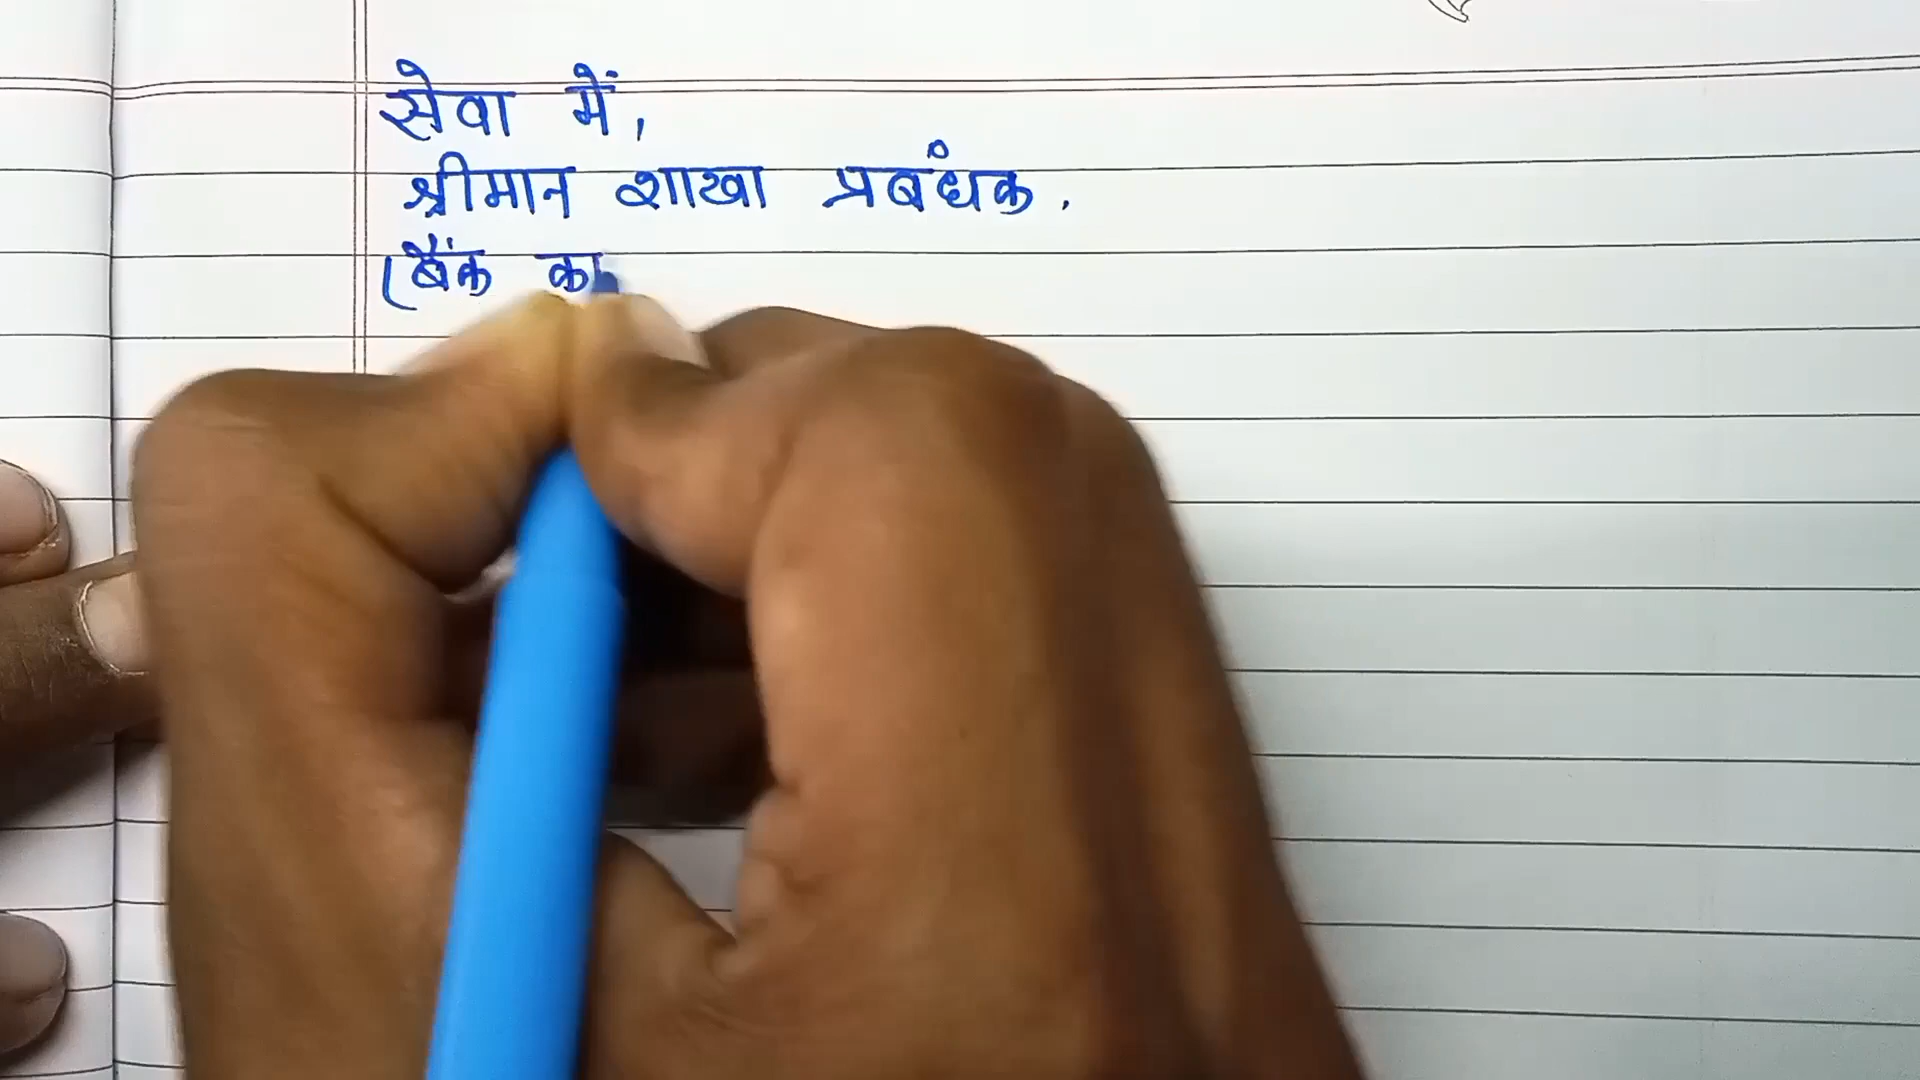 सेवा में,
श्रीमान शाखा प्रबंधक,
(बैंक का